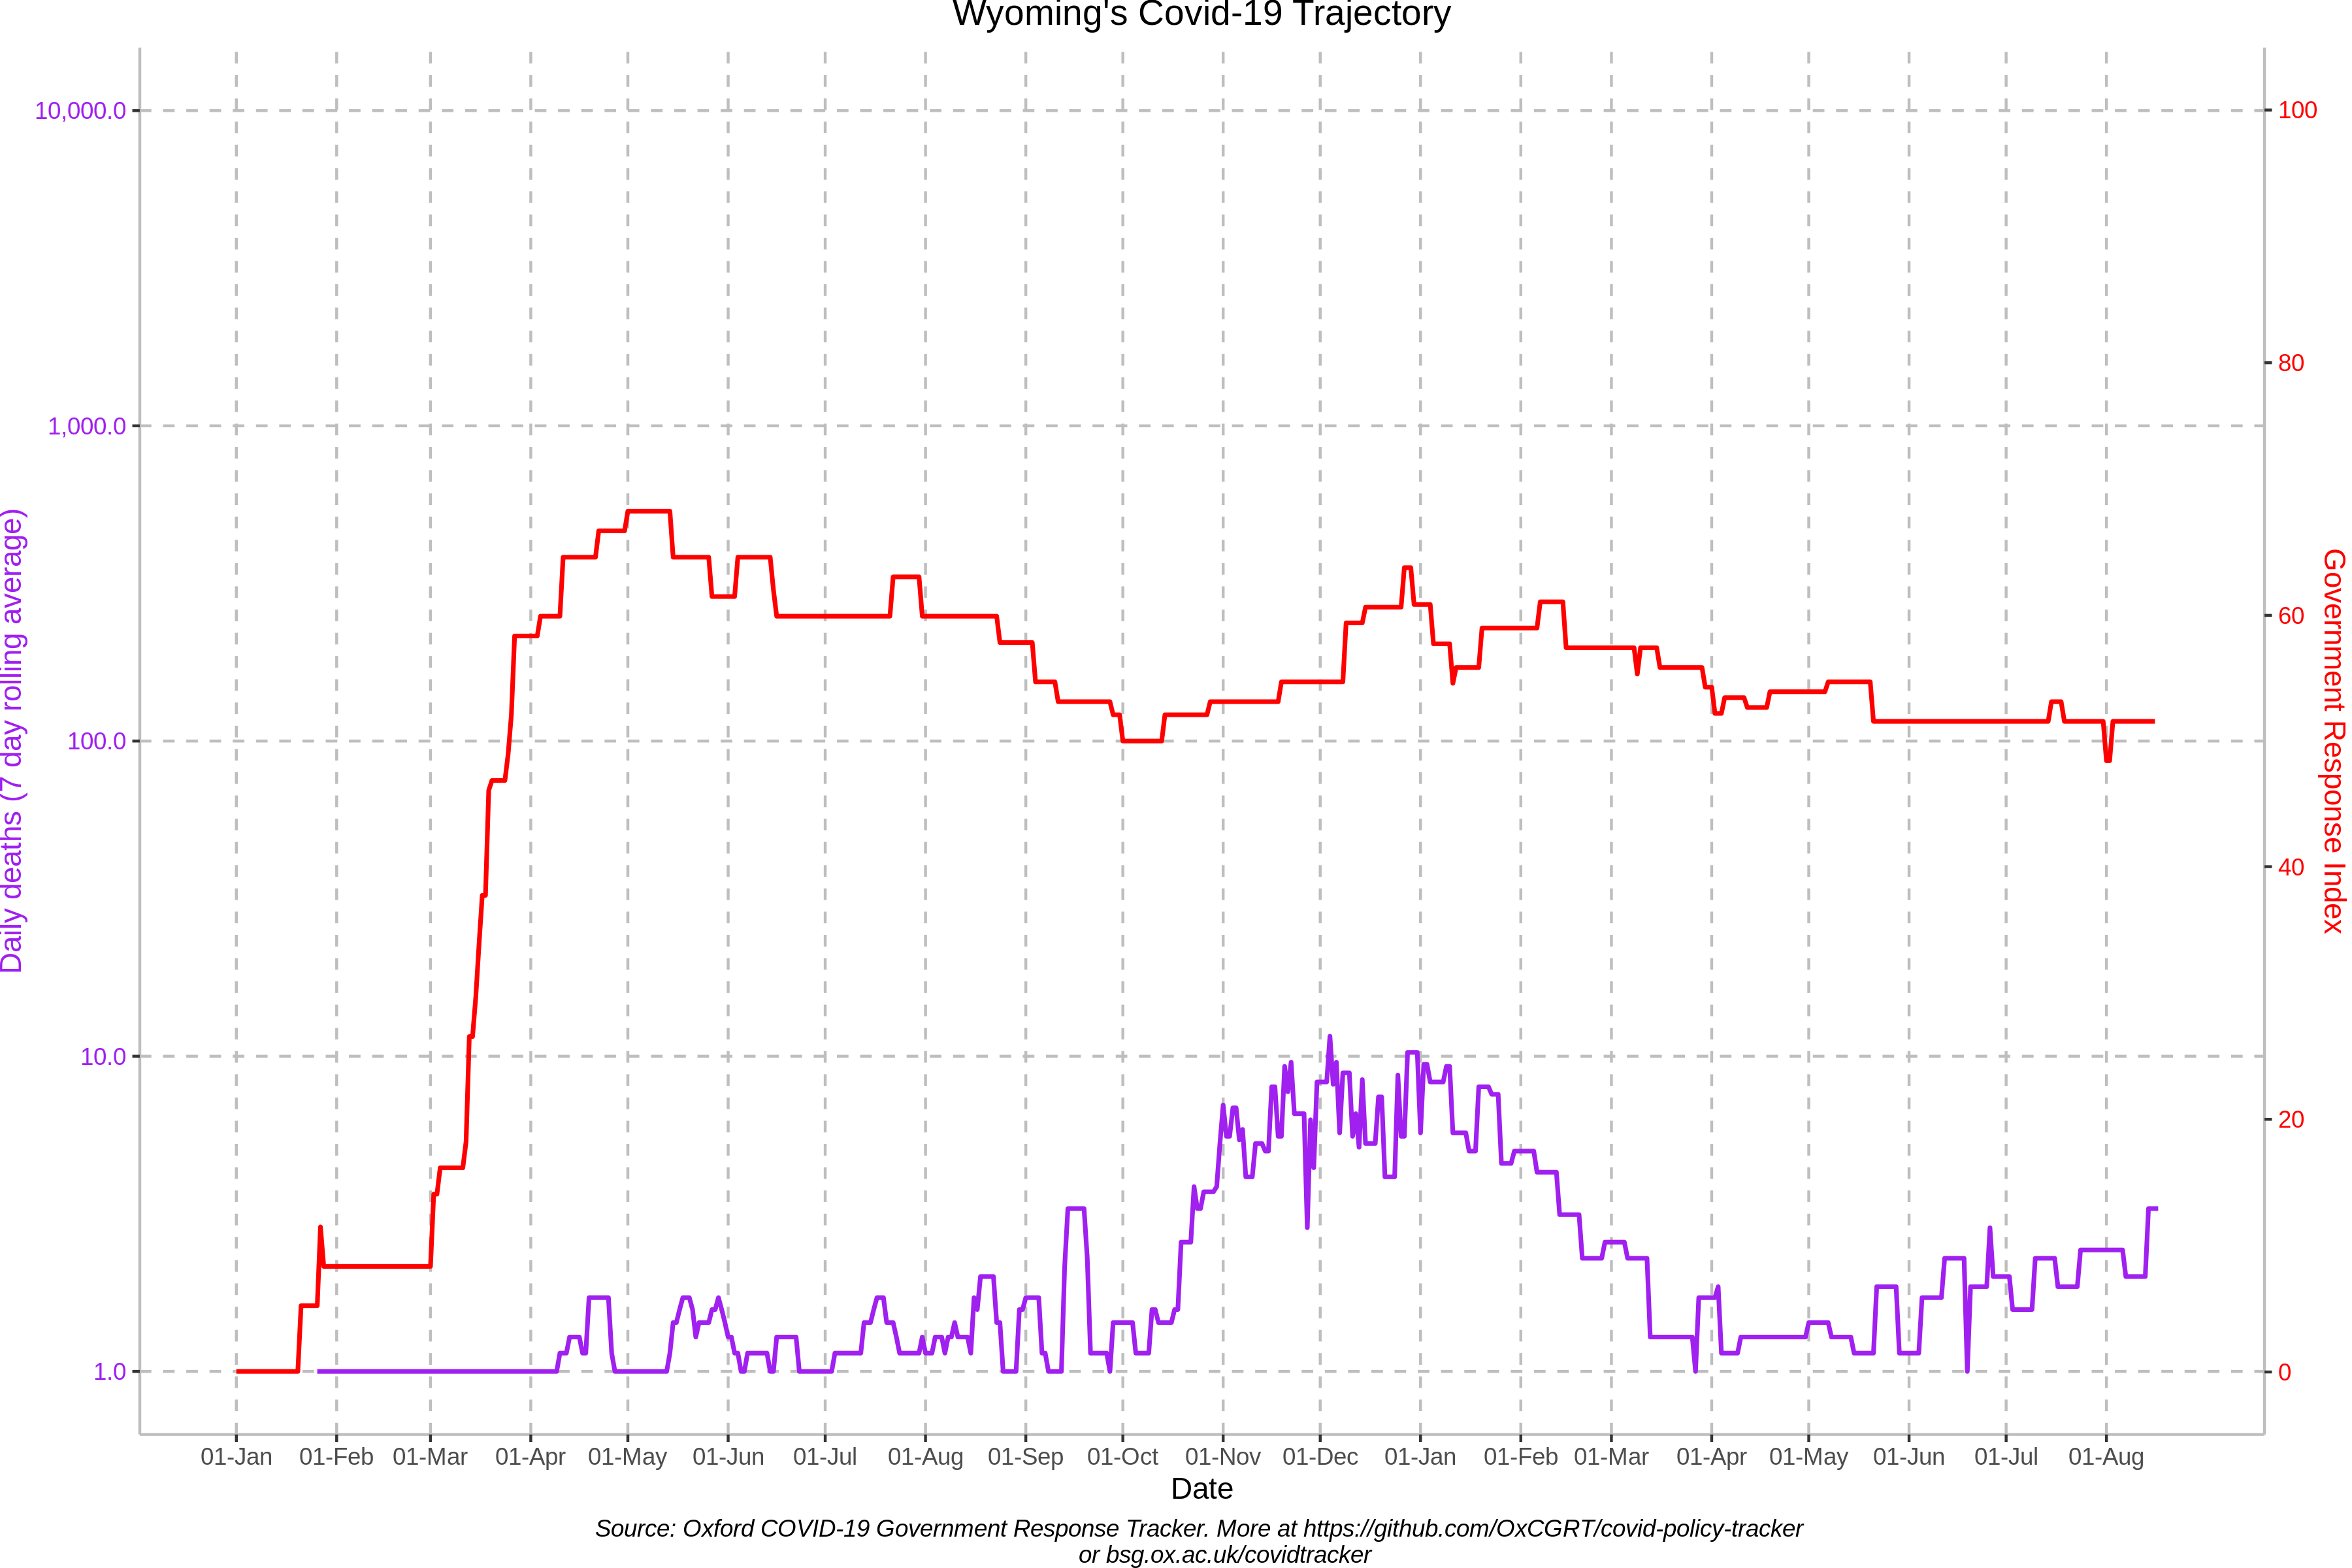 Wyoming's Covid-19 Trajectory
10,000.0
1,000.0
100.0
10.0
1.0
Daily deaths (7 day rolling average)
100
80
60
40
20
0
Government Response Index
01-Jan 01-Feb 01-Mar 01-Apr 01-May 01-Jun 01-Jul 01-Aug 01-Sep 01-Oct 01-Nov 01-Dec 01-Jan 01-Feb 01-Mar 01-Apr 01-May 01-Jun 01-Jul 01-Aug
Date
Source: Oxford COVID-19 Government Response Tracker. More at https://github.com/OxCGRT/covid-policy-tracker
or bsg.ox.ac.uk/covidtracker